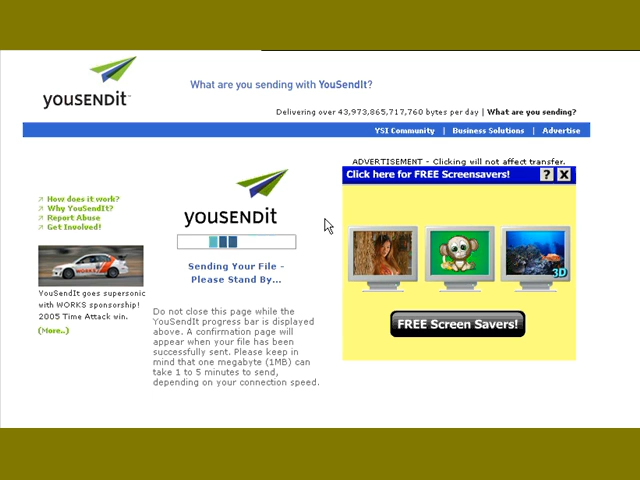 What are you sending with YouSendIt?
YOUSENDIT™
Delivering over 43,973,865,717,760 bytes per day | What are you sending?
YSI Community | Business Solutions | Advertise
How does it work?
Why YouSendIt?
Report Abuse
Get Involved!
WORKS
YouSendIt goes supersonic
with WORKS sponsorship!
2005 Time Attack win.
(More..)
YOUSENDIT
Sending Your File -
Please Stand By...
Do not close this page while the
YouSendIt progress bar is displayed
above. A confirmation page will
appear when your file has been
successfully sent. Please keep in
mind that one megabyte (1MB) can
take 1 to 5 minutes to send,
depending on your connection speed.
ADVERTISEMENT - Clicking will not affect transfer.
Click here for FREE Screensavers! ? X
3D
FREE Screen Savers!